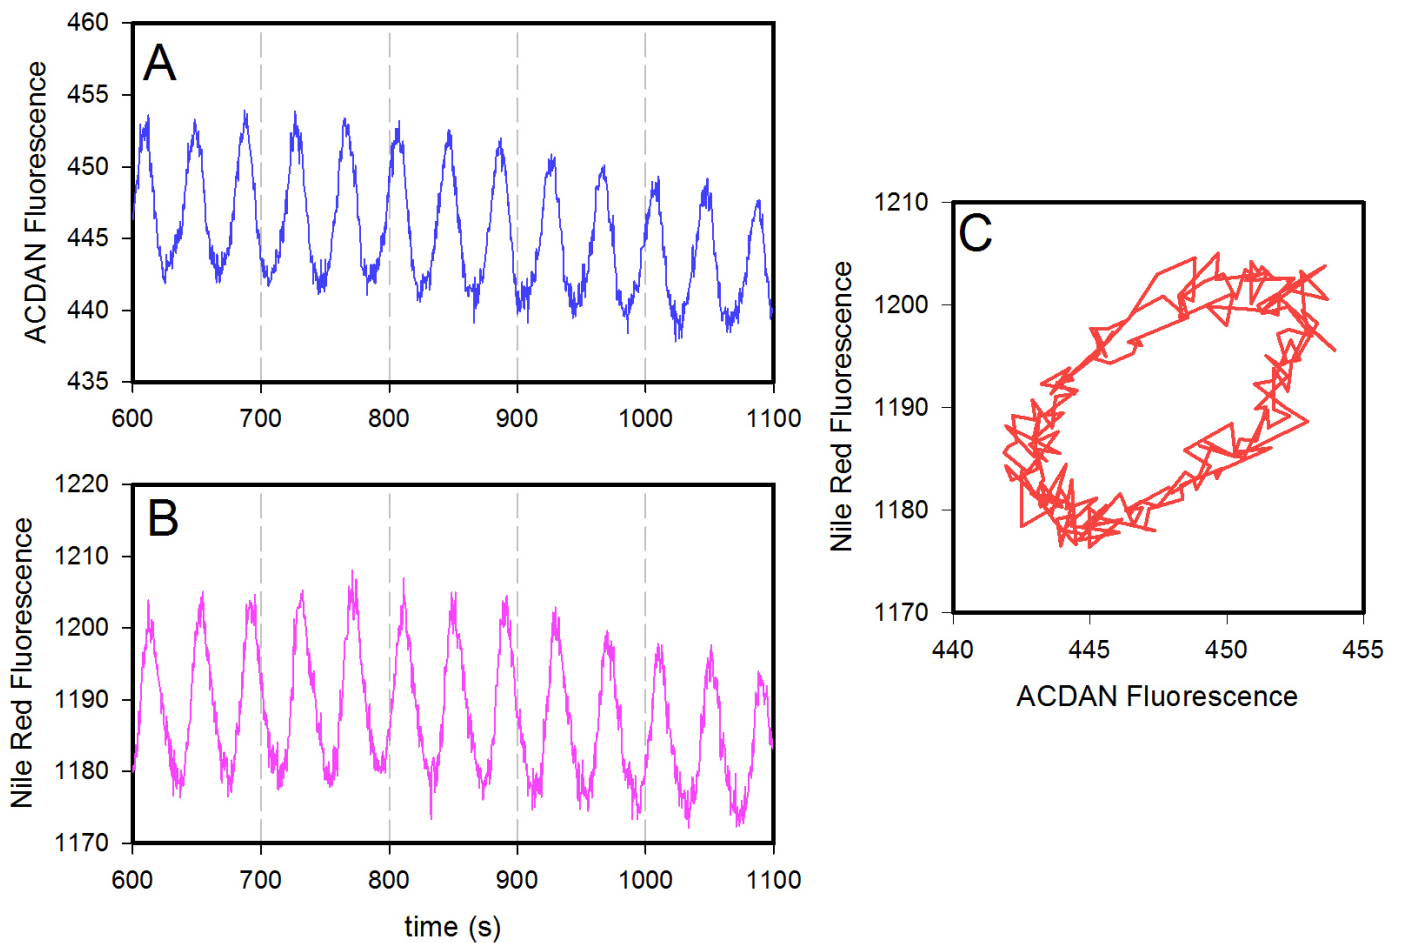 A
ACDAN Fluorescence
460
455
450
445
440
435
600 700 800 900 1000 1100
B
Nile Red Fluorescence
1220
1210
1200
1190
1180
1170
600 700 800 900 1000 1100
time (s)
C
Nile Red Fluorescence
1210
1200
1190
1180
1170
440 445 450 455
ACDAN Fluorescence